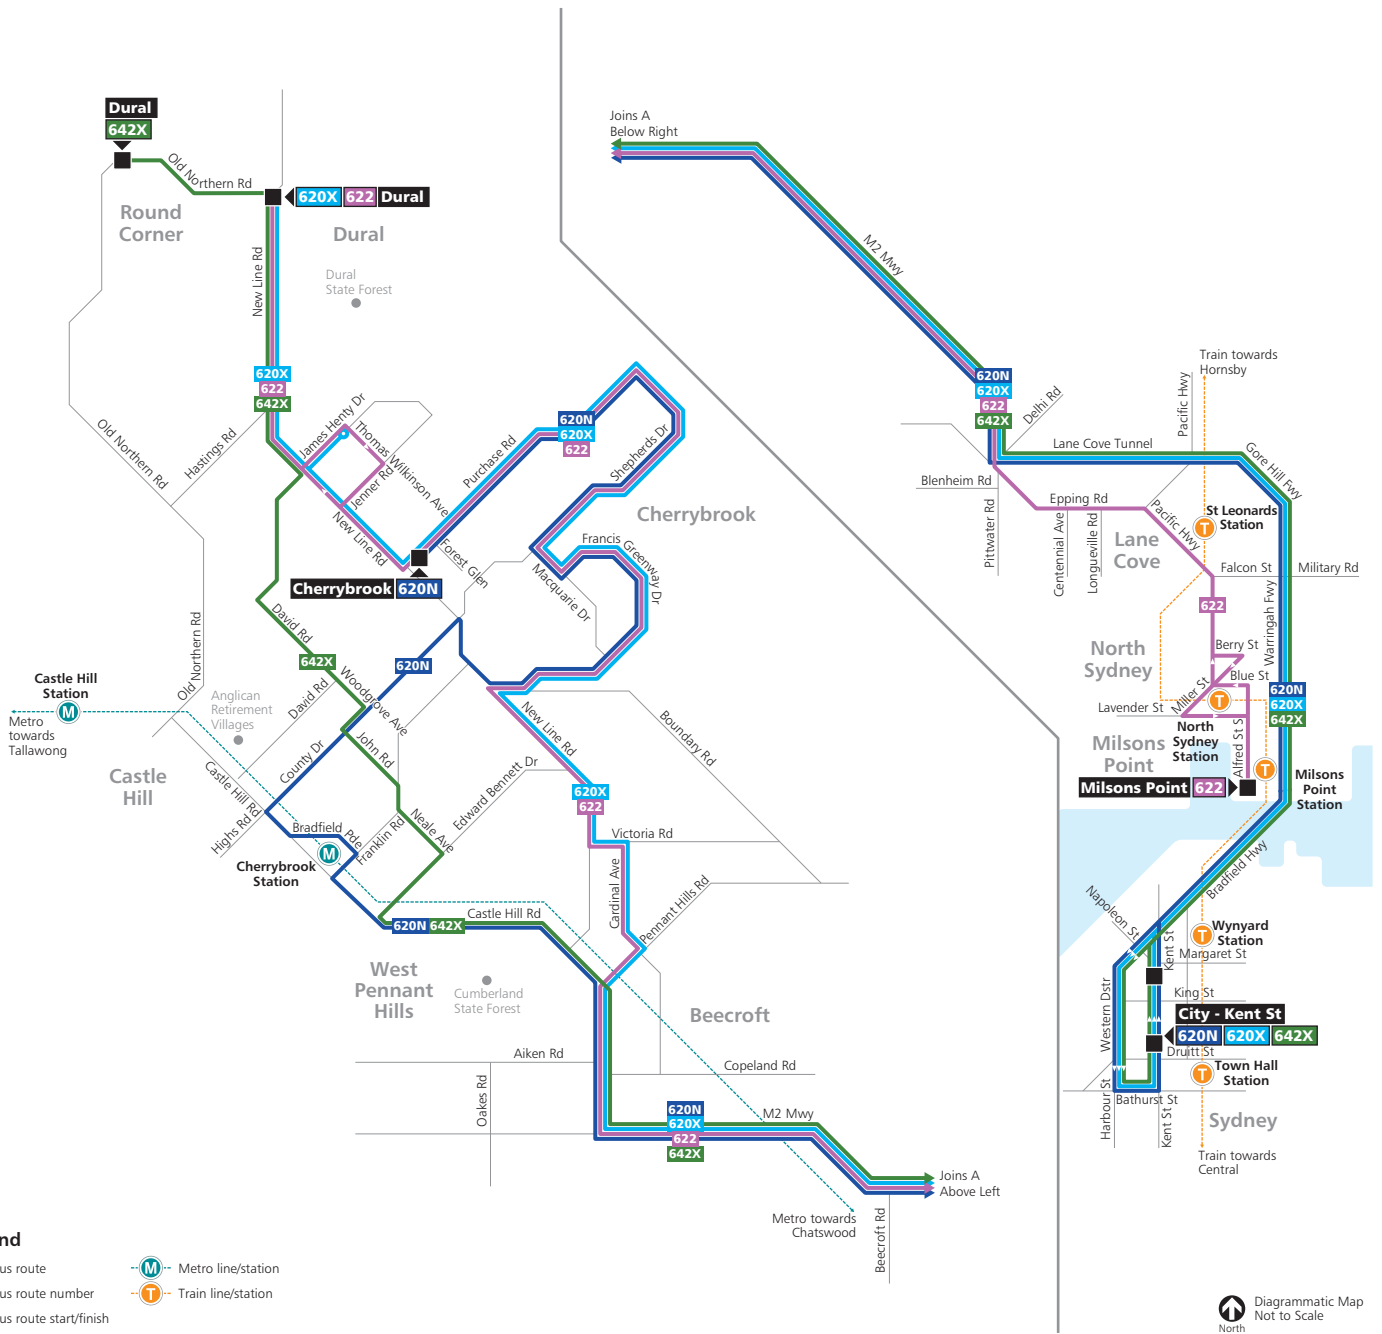 Dural
642X
Old Northern Rd
Round
Corner
620X 622 Dural
Dural
New Line Rd
Dural
State Forest
620X
622
642X
James Henty Dr
Thomas Wilkinson Ave
Jenner Rd
New Line Rd
Hastings Rd
Old Northern Rd
Purchase Rd
620N
620X
622
Shepherds Dr
Cherrybrook
Forest Glen
Cherrybrook 620N
Francis Greenway Dr
Macquarie Dr
David Rd
642X
620N
Woodgrove Ave
David Rd
Old Northern Rd
Castle Hill
Station
M
Metro
towards
Tallawong
Anglican
Retirement
Villages
Castle
Hill
County Dr
John Rd
New Line Rd
Boundary Rd
Edward Bennett Dr
Castle Hill Rd
Highs Rd
Bradfield Pde
Franklin Rd
Neale Ave
M
Cherrybrook
Station
620X
622
Victoria Rd
Cardinal Ave
Pennant Hills Rd
620N 642X
Castle Hill Rd
West
Pennant
Hills
Cumberland
State Forest
Beecroft
Aiken Rd
Copeland Rd
Oakes Rd
620N
620X
622
642X
M2 Mwy
Joins A
Above Left
Metro towards
Chatswood
Beecroft Rd
Joins A
Below Right
M2 Mwy
620N
620X
622
642X
Delhi Rd
Lane Cove Tunnel
Pacific Hwy
Train towards
Hornsby
Gore Hill Fwy
Blenheim Rd
Pittwater Rd
Epping Rd
Centennial Ave
Longueville Rd
Pacific Hwy
T
St Leonards
Station
Lane
Cove
Falcon St
Military Rd
622
Warringah Fwy
North
Sydney
Berry St
Blue St
Miller St
T
Lavender St
North
Sydney
Station
Alfred St S
620N
620X
642X
Milsons
Point
T
Milsons Point 622
Milsons
Point
Station
Bradfield Hwy
Napoleon St
Kent St
T
Wynyard
Station
Margaret St
King St
Western Dstr
City - Kent St
620N 620X 642X
Druitt St
T
Town Hall
Station
Bathurst St
Harbour St
Kent St
Sydney
Train towards
Central
nd
us route
us route number
us route start/finish
M Metro line/station
T Train line/station
Diagrammatic Map
Not to Scale
North